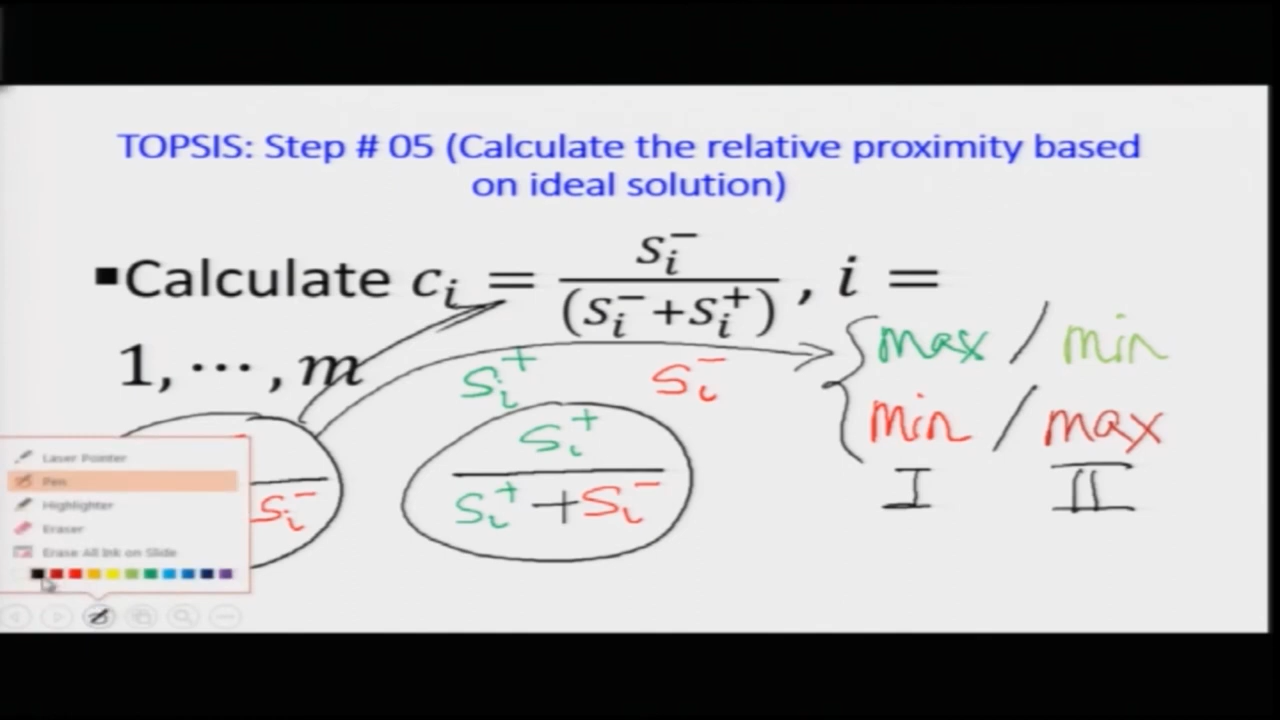 TOPSIS: Step # 05 (Calculate the relative proximity based
on ideal solution)
▪Calculate cᵢ = sᵢ⁻ / (sᵢ⁻+sᵢ⁺) , i =
1, ⋯ , m
Sᵢ⁺ Sᵢ⁻
max / min
min / max
I II
Sᵢ⁻
Sᵢ⁺ / Sᵢ⁺ + Sᵢ⁻
Laser Pointer
Pen
Highlighter
Eraser
Erase All Ink on Slide